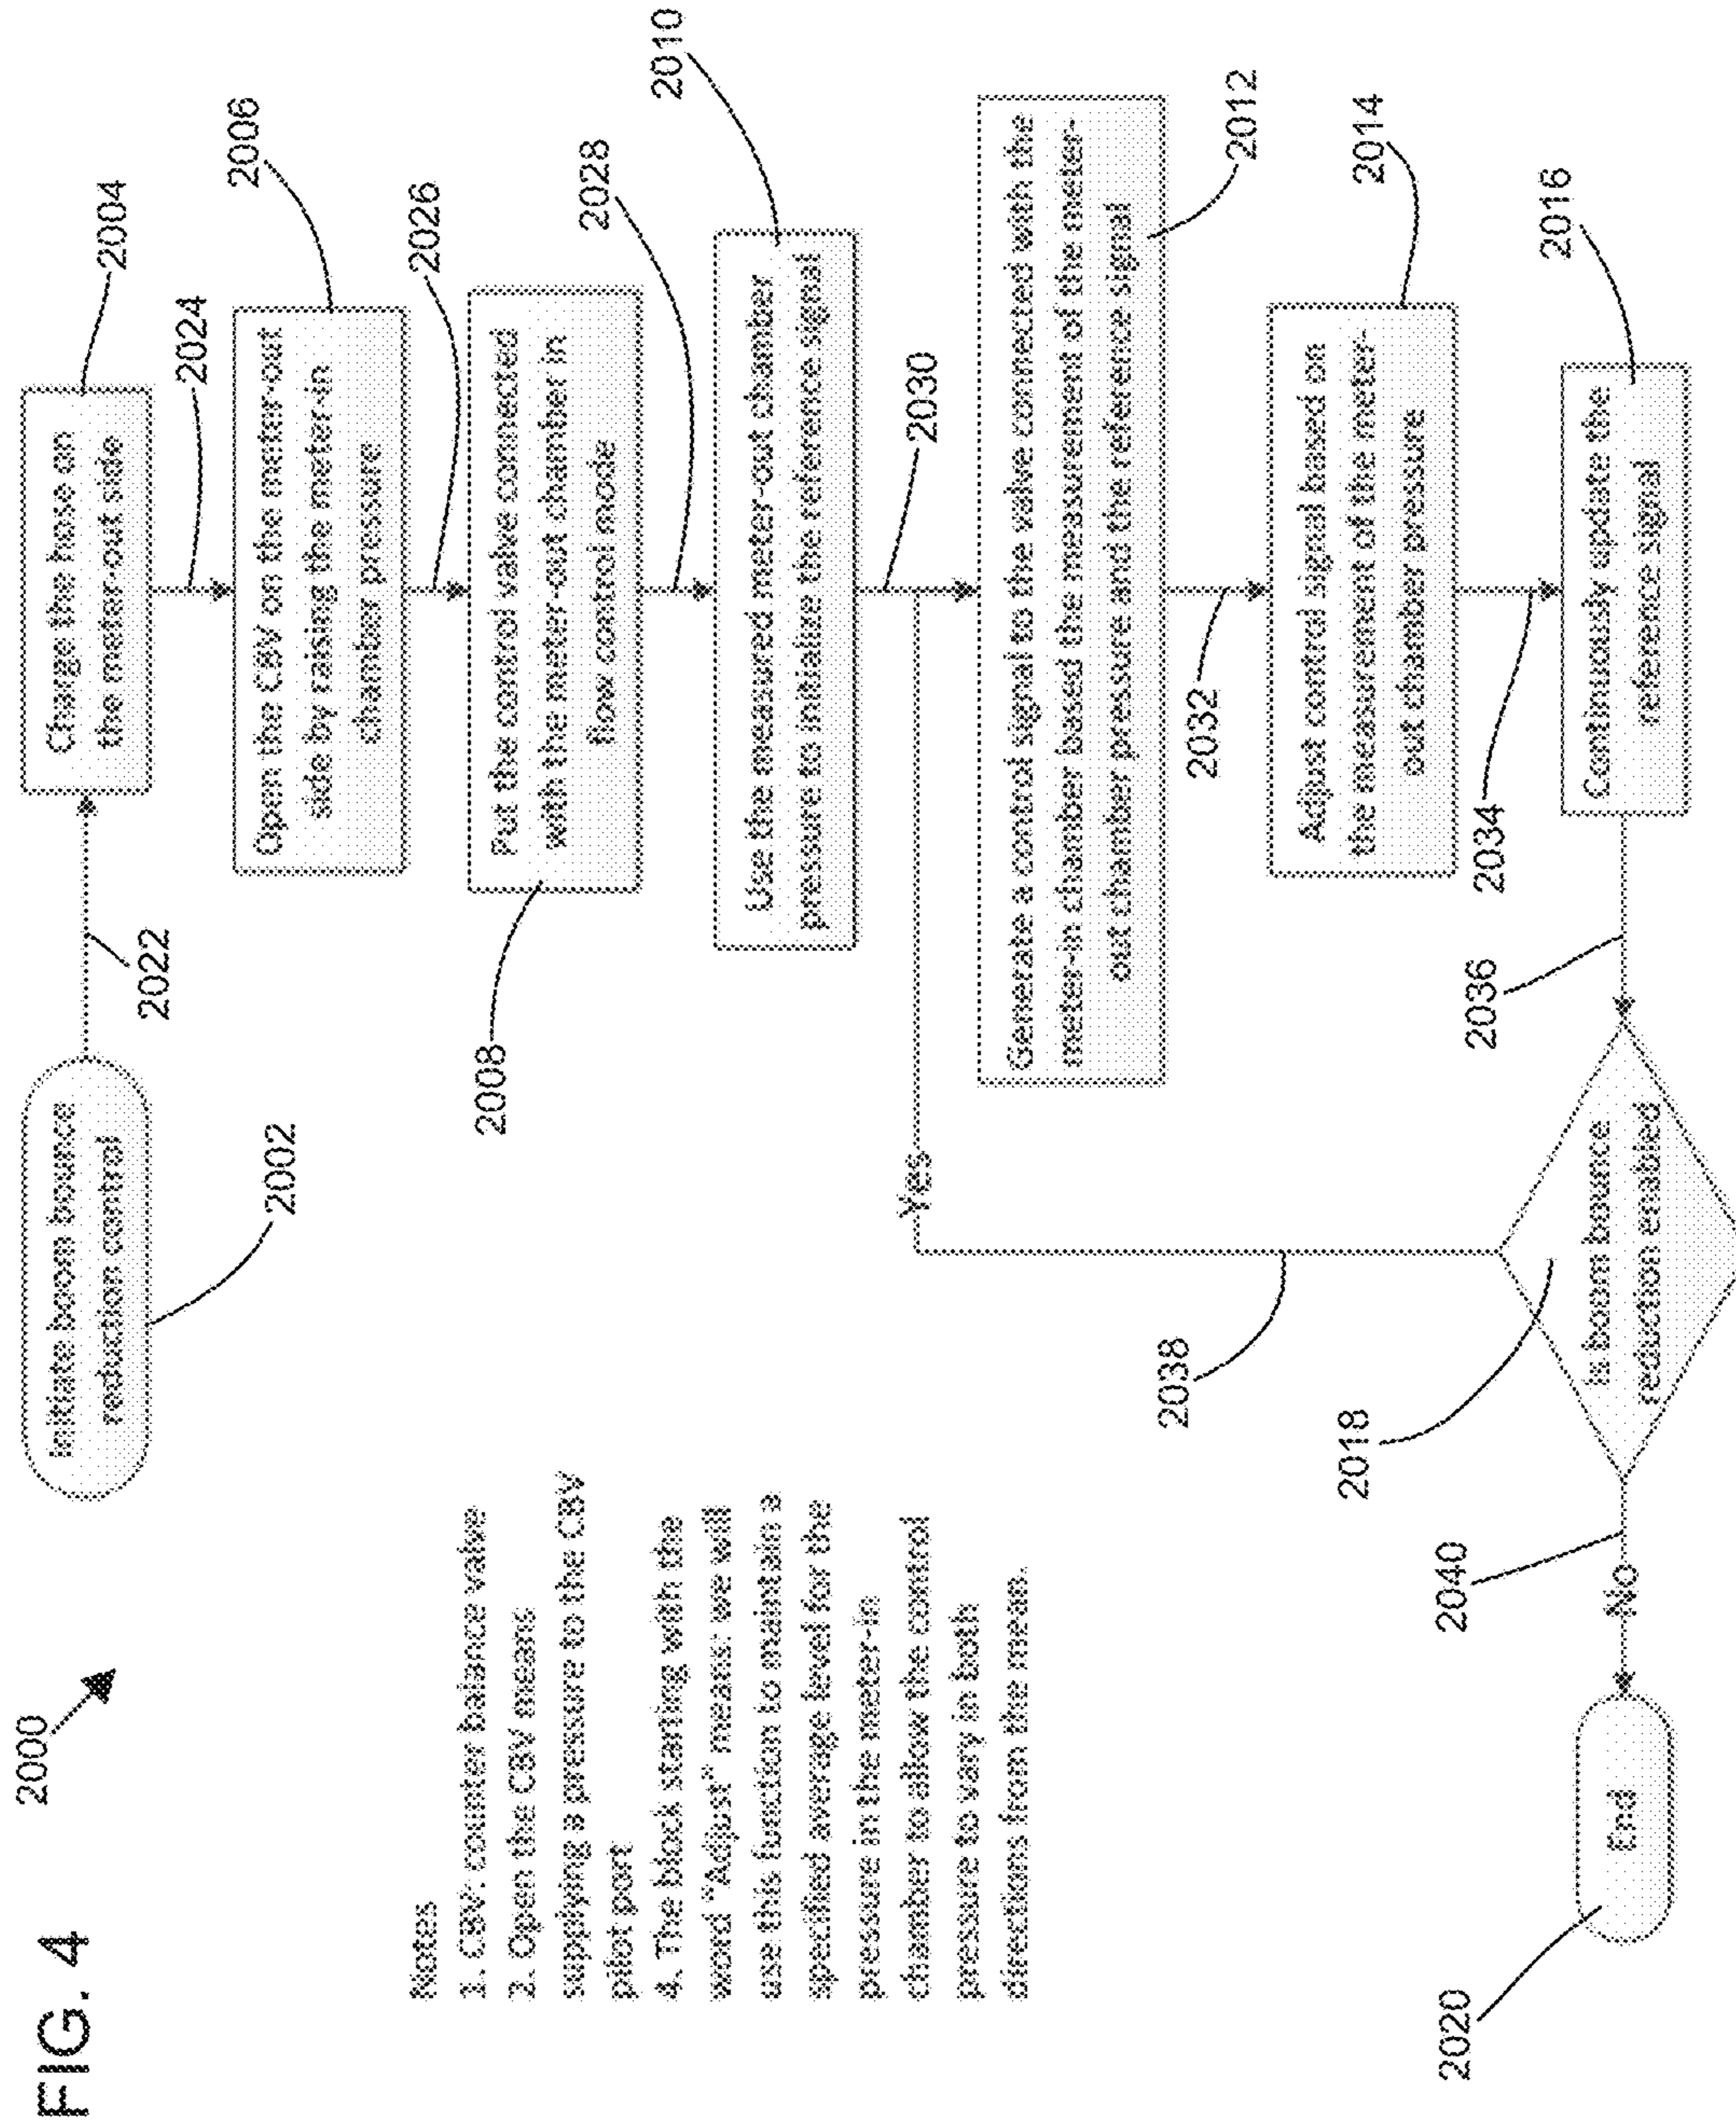 FIG. 4
2000
Initiate boom bounce
reduction control
2002
2022
Charge the hose on
the meter-out side
2004
2024
Open the CBV on the meter-out
side by raising the meter-in
chamber pressure
2006
2026
Put the control valve connected
with the meter-out chamber in
flow control mode
2008
2028
Use the measured meter-out chamber
pressure to initialize the reference signal
2010
2030
Generate a control signal to the valve connected with the
meter-in chamber based the measurement of the meter-
out chamber pressure and the reference signal
2012
2032
Adjust control signal based on
the measurement of the meter-
out chamber pressure
2014
2034
Continuously update the
reference signal
2016
2036
Is boom bounce
reduction enabled
2018
Yes
2038
No
2040
End
2020
Notes
1. CBV: counter balance valve
2. Open the CBV means
supplying a pressure to the CBV
pilot port
4. The block starting with the
word "Adjust" means: we will
use this function to maintain a
specified average level for the
pressure in the meter-in
chamber to allow the control
pressure to vary in both
directions from the mean.